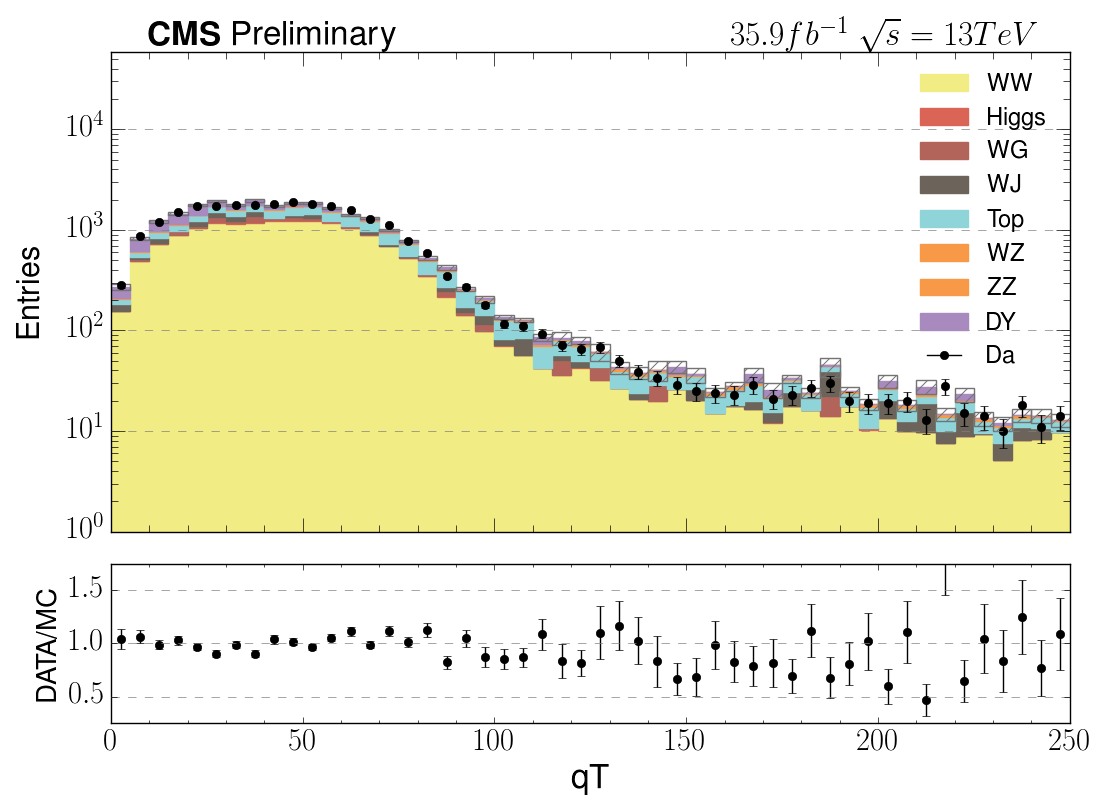 CMS Preliminary
35.9fb⁻¹ √s = 13TeV
Entries
10⁴
10³
10²
10¹
10⁰
WW
Higgs
WG
WJ
Top
WZ
ZZ
DY
Da
DATA/MC
1.5
1.0
0.5
0 50 100 150 200 250
qT